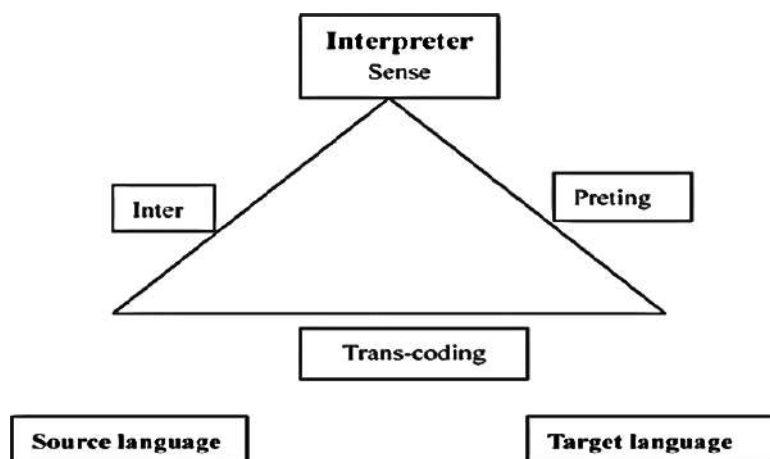 Interpreter
Sense
Inter
Preting
Trans-coding
Source language
Target language